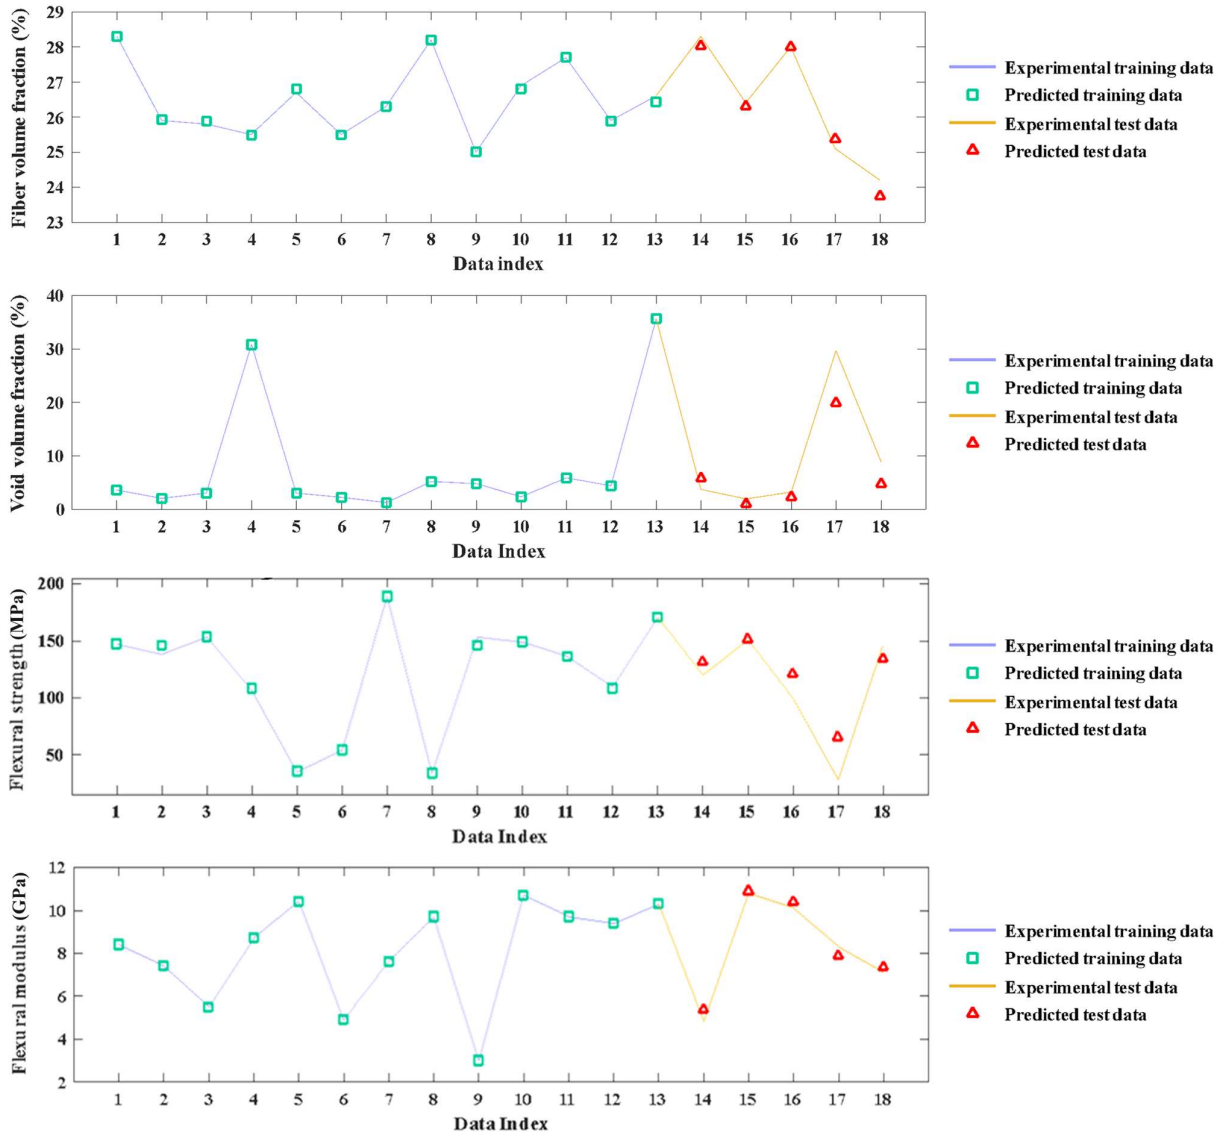 Fiber volume fraction (%)
29
28
27
26
25
24
23
1 2 3 4 5 6 7 8 9 10 11 12 13 14 15 16 17 18
Data index
Experimental training data
Predicted training data
Experimental test data
Predicted test data
Void volume fraction (%)
40
30
20
10
0
1 2 3 4 5 6 7 8 9 10 11 12 13 14 15 16 17 18
Data Index
Experimental training data
Predicted training data
Experimental test data
Predicted test data
Flexural strength (MPa)
200
150
100
50
1 2 3 4 5 6 7 8 9 10 11 12 13 14 15 16 17 18
Data Index
Experimental training data
Predicted training data
Experimental test data
Predicted test data
Flexural modulus (GPa)
12
10
8
6
4
2
1 2 3 4 5 6 7 8 9 10 11 12 13 14 15 16 17 18
Data Index
Experimental training data
Predicted training data
Experimental test data
Predicted test data